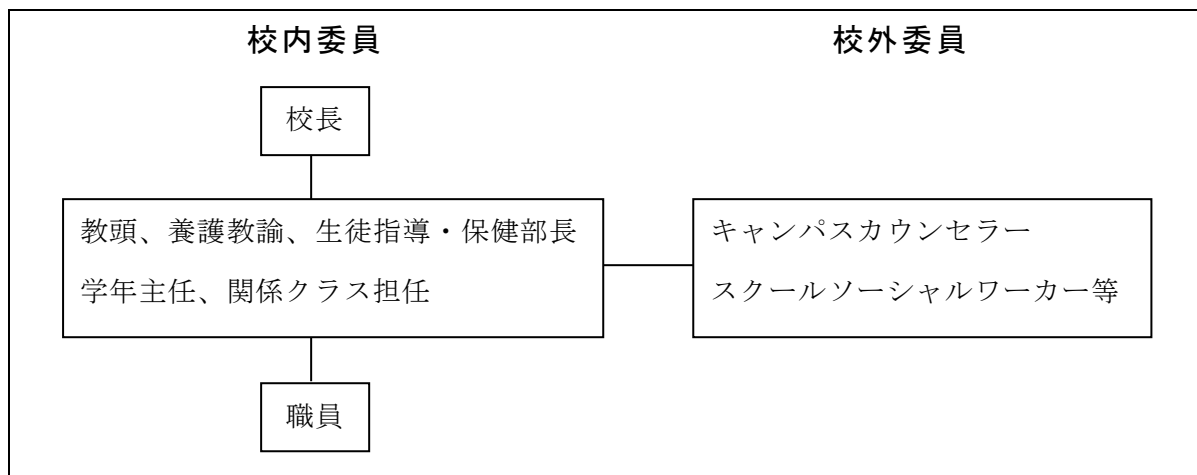 校内委員
校外委員
校長
教頭、養護教諭、生徒指導・保健部長
学年主任、関係クラス担任
キャンパスカウンセラー
スクールソーシャルワーカー等
職員